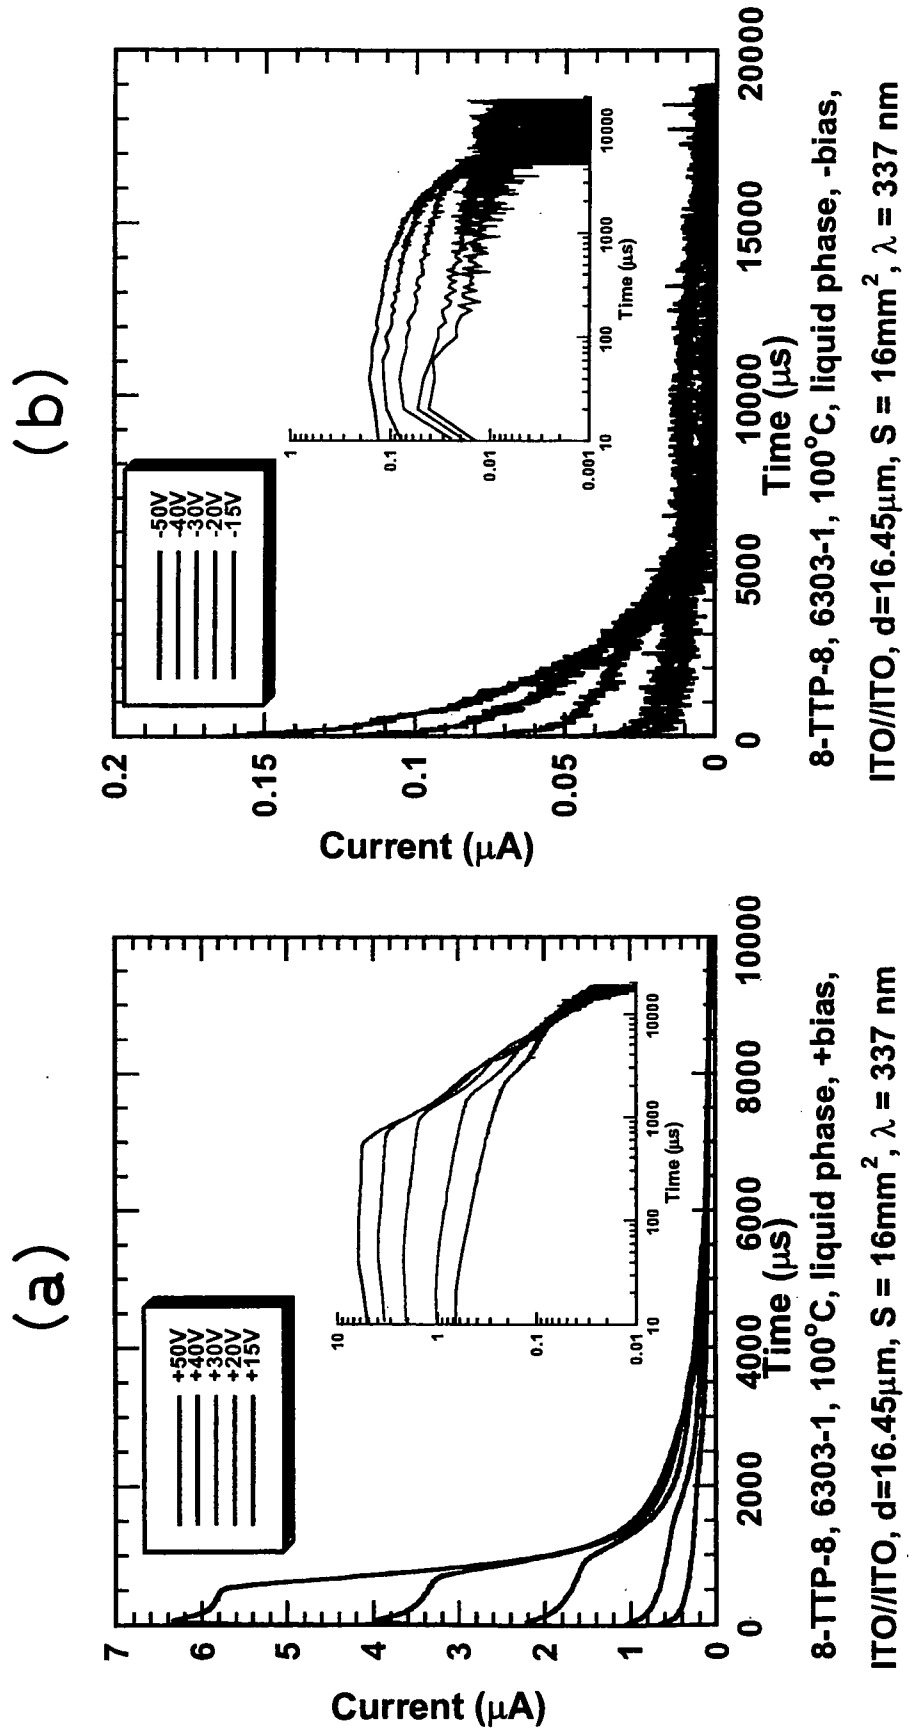 (a)
+50V
+40V
+30V
+20V
+15V
7
6
5
4
3
2
1
0
Current (μA)
0 2000 4000 6000 8000 10000
Time (μs)
10
1
0.1
0.01
10 100 1000 10000
Time (μs)
8-TTP-8, 6303-1, 100°C, liquid phase, +bias,
ITO//ITO, d=16.45μm, S = 16mm², λ = 337 nm
(b)
-50V
-40V
-30V
-20V
-15V
0.2
0.15
0.1
0.05
0
Current (μA)
0 5000 10000 15000 20000
Time (μs)
1
0.1
0.01
0.001
10 100 1000 10000
Time (μs)
8-TTP-8, 6303-1, 100°C, liquid phase, -bias,
ITO//ITO, d=16.45μm, S = 16mm², λ = 337 nm